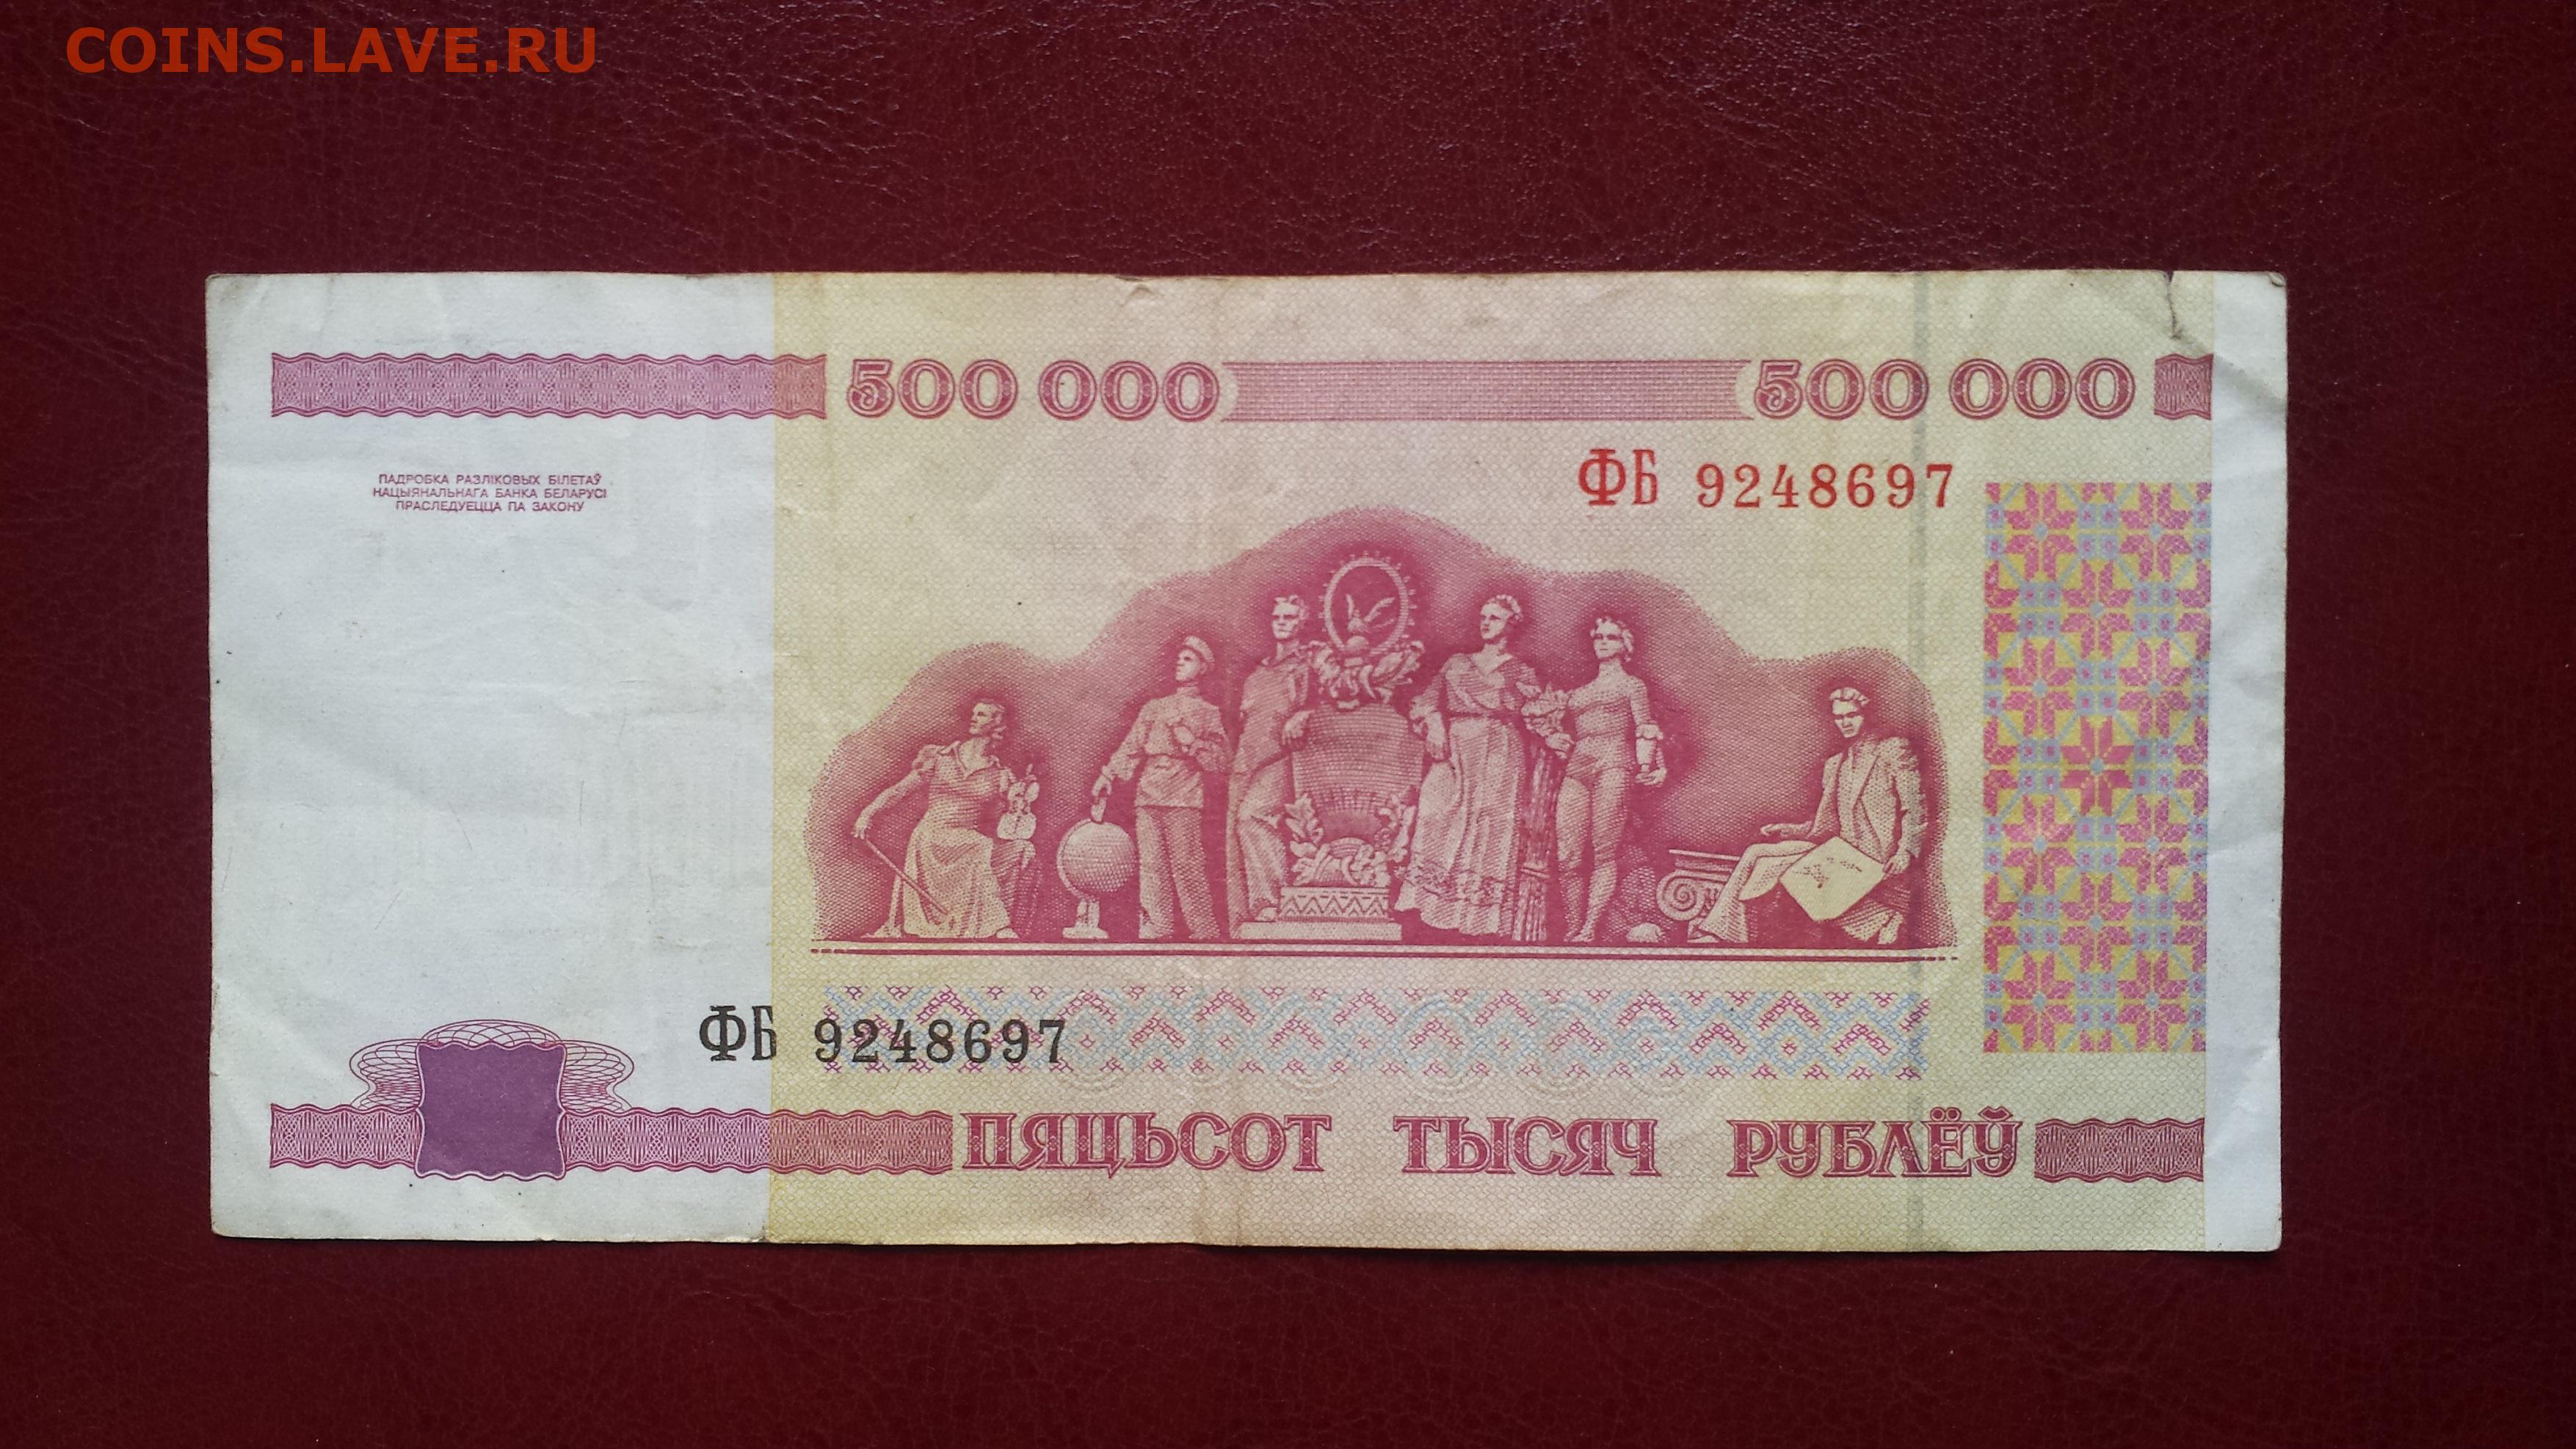 COINS.LAVE.RU
500 000 500 000
ФБ 9248697
ПАДРОБКА РАЗЛІКОВЫХ БІЛЕТАЎ
НАЦЫЯНАЛЬНАГА БАНКА БЕЛАРУСІ
ПРАСЛЕДУЕЦЦА ПА ЗАКОНУ
ФБ 9248697
ПЯЦЬСОТ ТЫСЯЧ РУБЛЁЎ